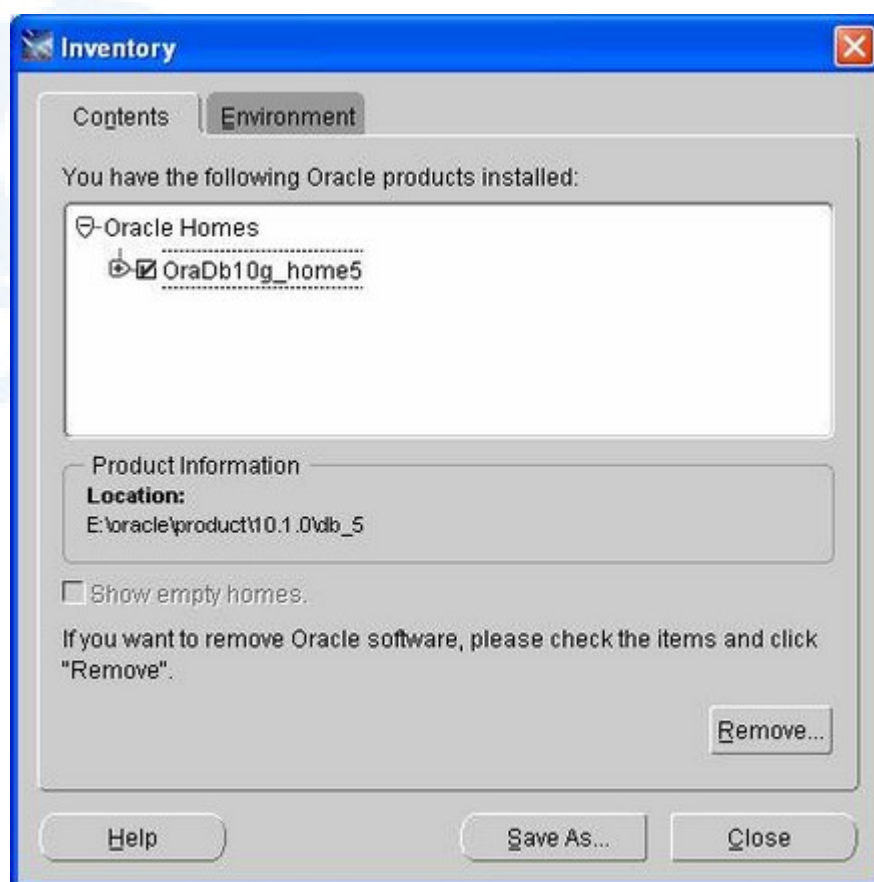 Inventory
Contents
Environment
You have the following Oracle products installed:
Oracle Homes
OraDb10g_home5
Product Information
Location:
E:\oracle\product\10.1.0\db_5
Show empty homes.
If you want to remove Oracle software, please check the items and click
"Remove".
Remove...
Help
Save As...
Close